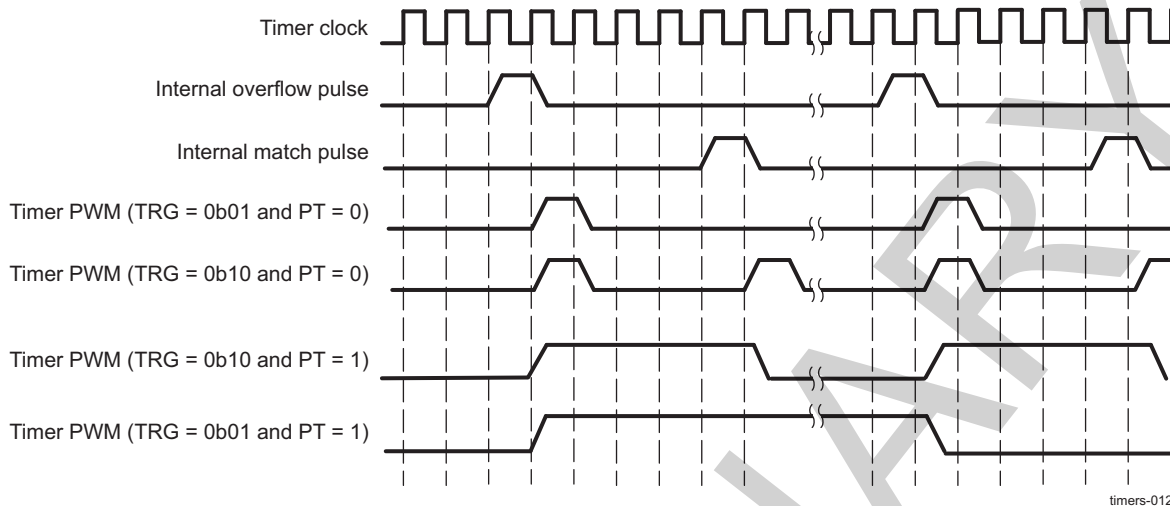 Timer clock
Internal overflow pulse
Internal match pulse
Timer PWM (TRG = 0b01 and PT = 0)
Timer PWM (TRG = 0b10 and PT = 0)
Timer PWM (TRG = 0b10 and PT = 1)
Timer PWM (TRG = 0b01 and PT = 1)
timers-012
NARY